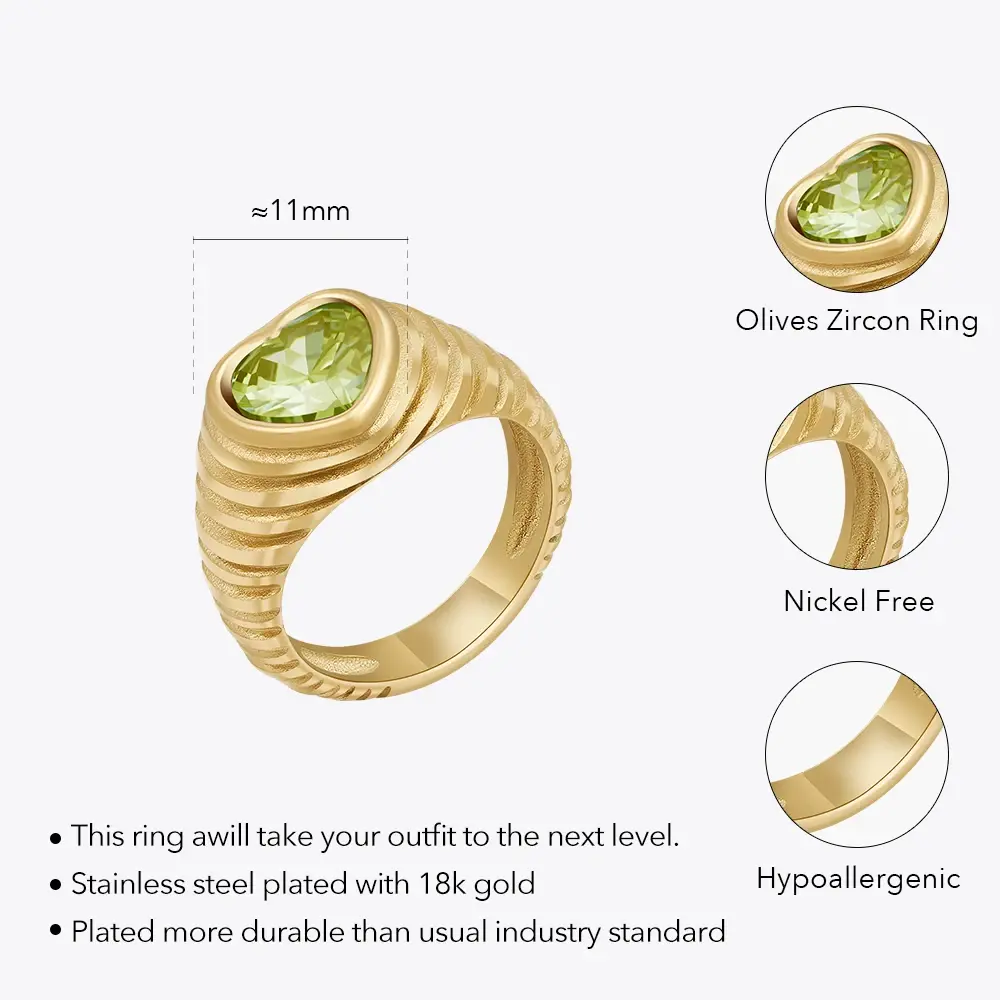 ≈11mm
Olives Zircon Ring
Nickel Free
Hypoallergenic
• This ring awill take your outfit to the next level.
• Stainless steel plated with 18k gold
• Plated more durable than usual industry standard